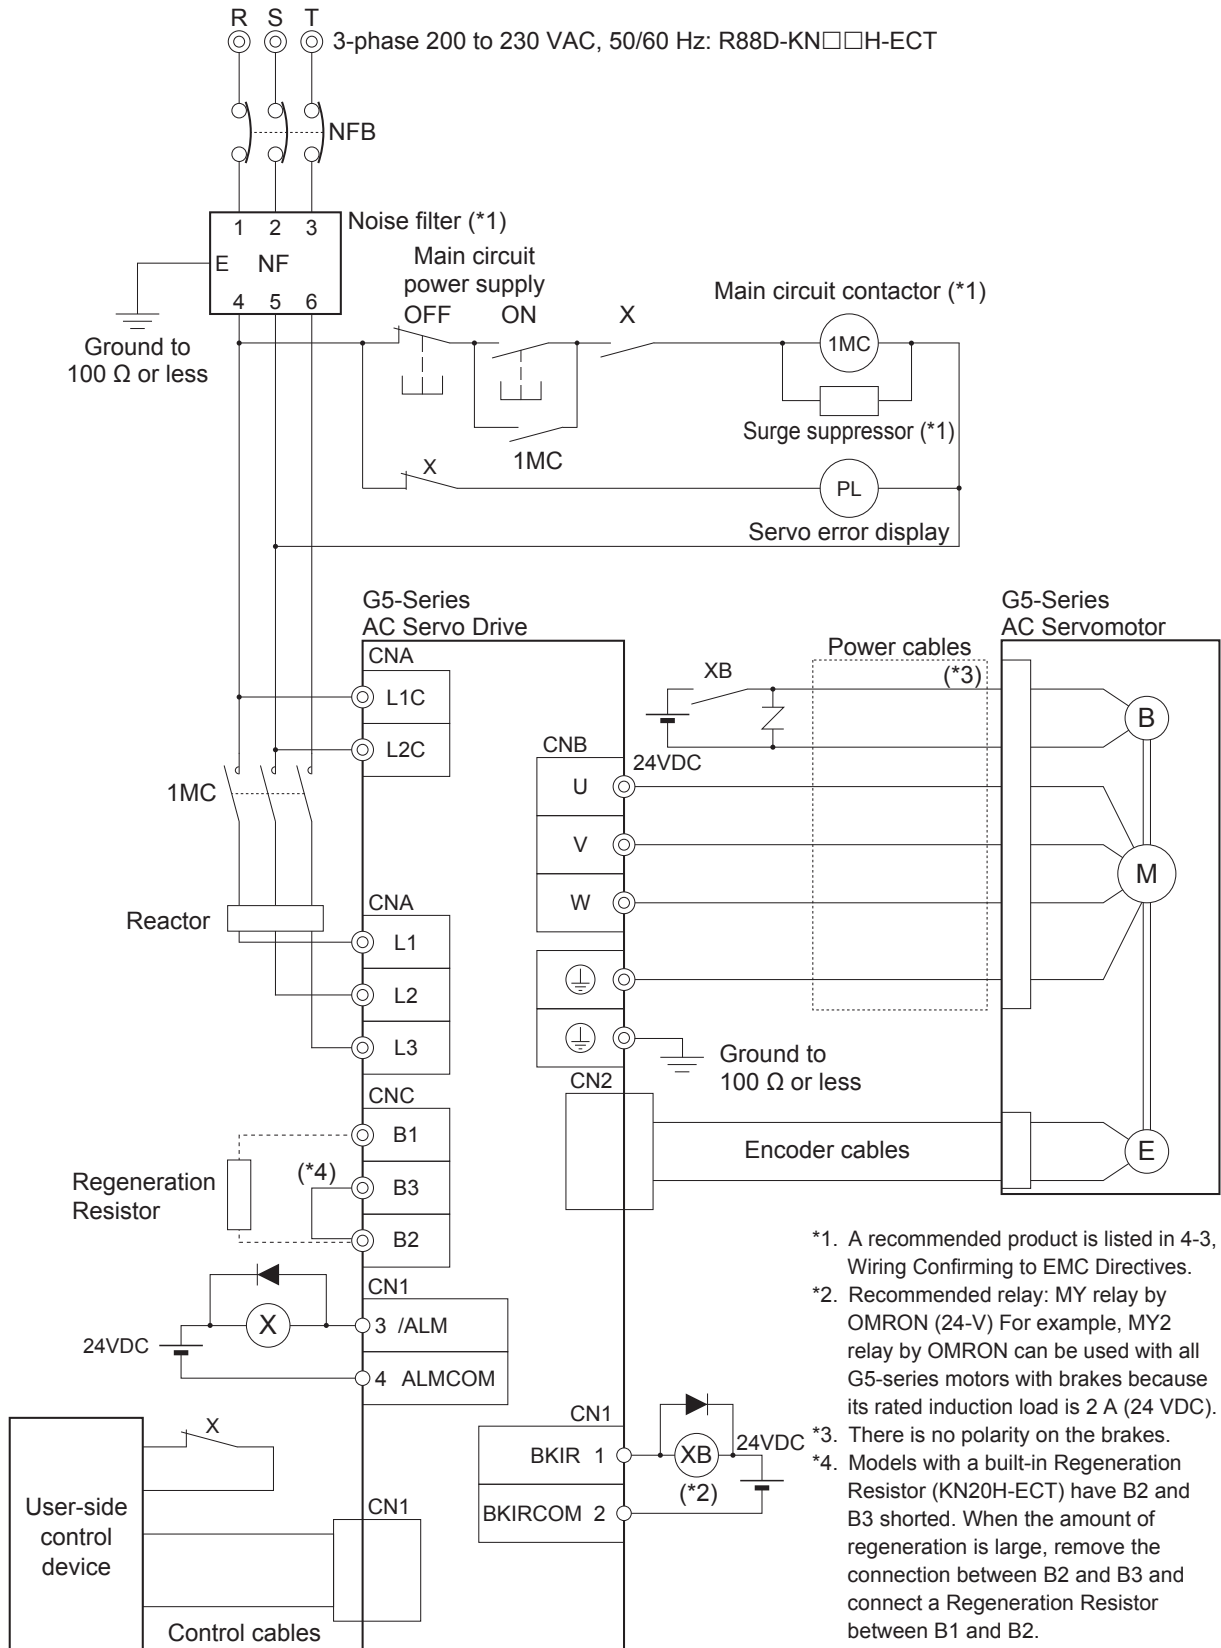 R S T
3-phase 200 to 230 VAC, 50/60 Hz: R88D-KN□□H-ECT
NFB
1 2 3
Noise filter (*1)
E NF
4 5 6
Ground to
100 Ω or less
Main circuit
power supply
OFF ON X
Main circuit contactor (*1)
1MC
Surge suppressor (*1)
1MC
X
PL
Servo error display
G5-Series
AC Servo Drive
G5-Series
AC Servomotor
CNA
L1C
L2C
1MC
Reactor
CNA
L1
L2
L3
CNC
B1
B3
B2
(*4)
Regeneration
Resistor
CN1
X
24VDC
3 /ALM
4 ALMCOM
X
User-side
control
device
CN1
Control cables
XB
24VDC
Power cables
(*3)
CNB
U
V
W
Ground to
100 Ω or less
CN2
Encoder cables
B
M
E
CN1
BKIR 1
BKIRCOM 2
XB
(*2)
24VDC
*1. A recommended product is listed in 4-3,
Wiring Confirming to EMC Directives.
*2. Recommended relay: MY relay by
OMRON (24-V) For example, MY2
relay by OMRON can be used with all
G5-series motors with brakes because
its rated induction load is 2 A (24 VDC).
*3. There is no polarity on the brakes.
*4. Models with a built-in Regeneration
Resistor (KN20H-ECT) have B2 and
B3 shorted. When the amount of
regeneration is large, remove the
connection between B2 and B3 and
connect a Regeneration Resistor
between B1 and B2.